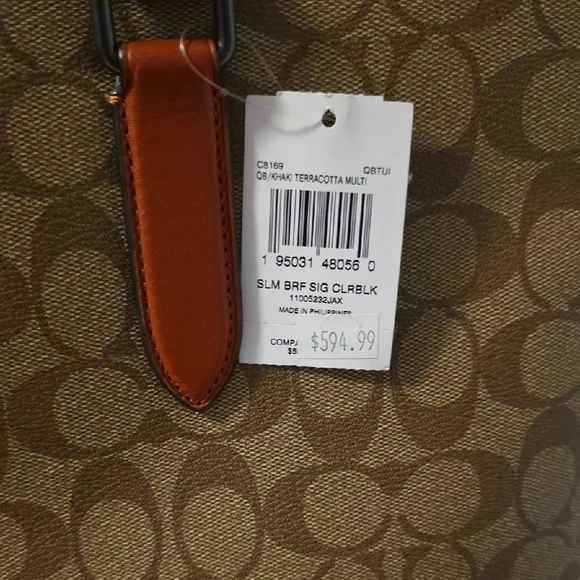 C8169 QBTUI
QB/KHAKI TERRACOTTA MULTI
1 95031 48056 0
SLM BRF SIG CLRBLK
11005232JAX
MADE IN PHILIPPINES
$594.99